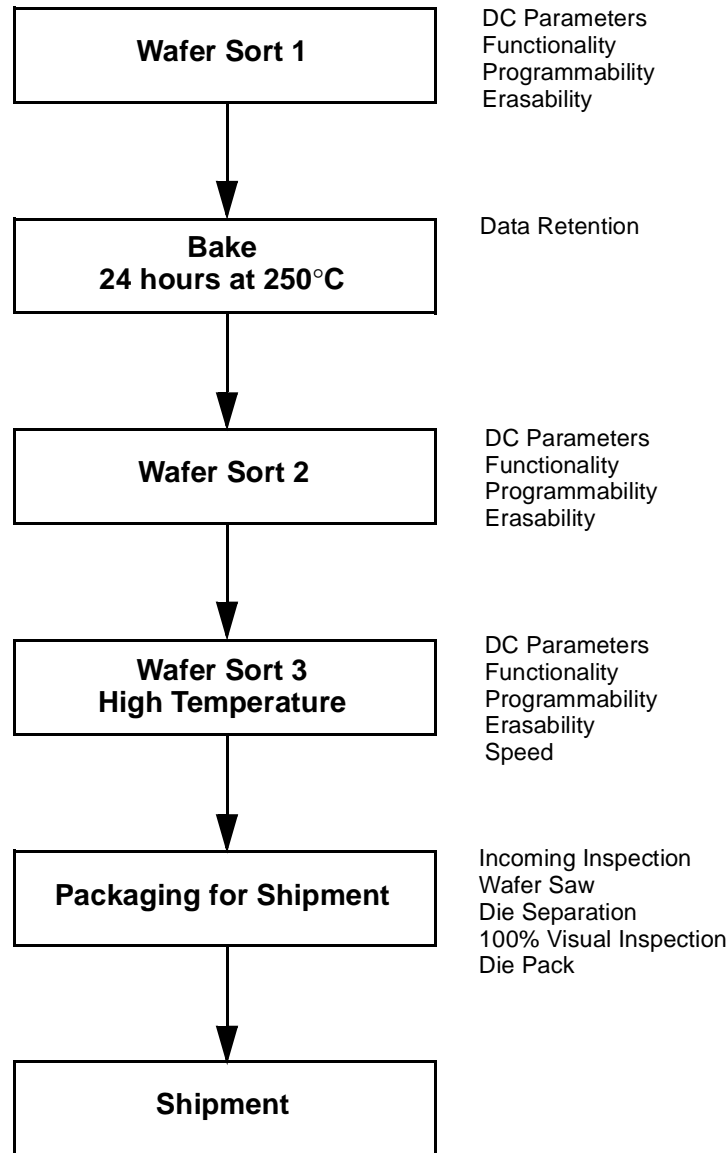 Wafer Sort 1
DC Parameters
Functionality
Programmability
Erasability
Bake
24 hours at 250°C
Data Retention
Wafer Sort 2
DC Parameters
Functionality
Programmability
Erasability
Wafer Sort 3
High Temperature
DC Parameters
Functionality
Programmability
Erasability
Speed
Packaging for Shipment
Incoming Inspection
Wafer Saw
Die Separation
100% Visual Inspection
Die Pack
Shipment